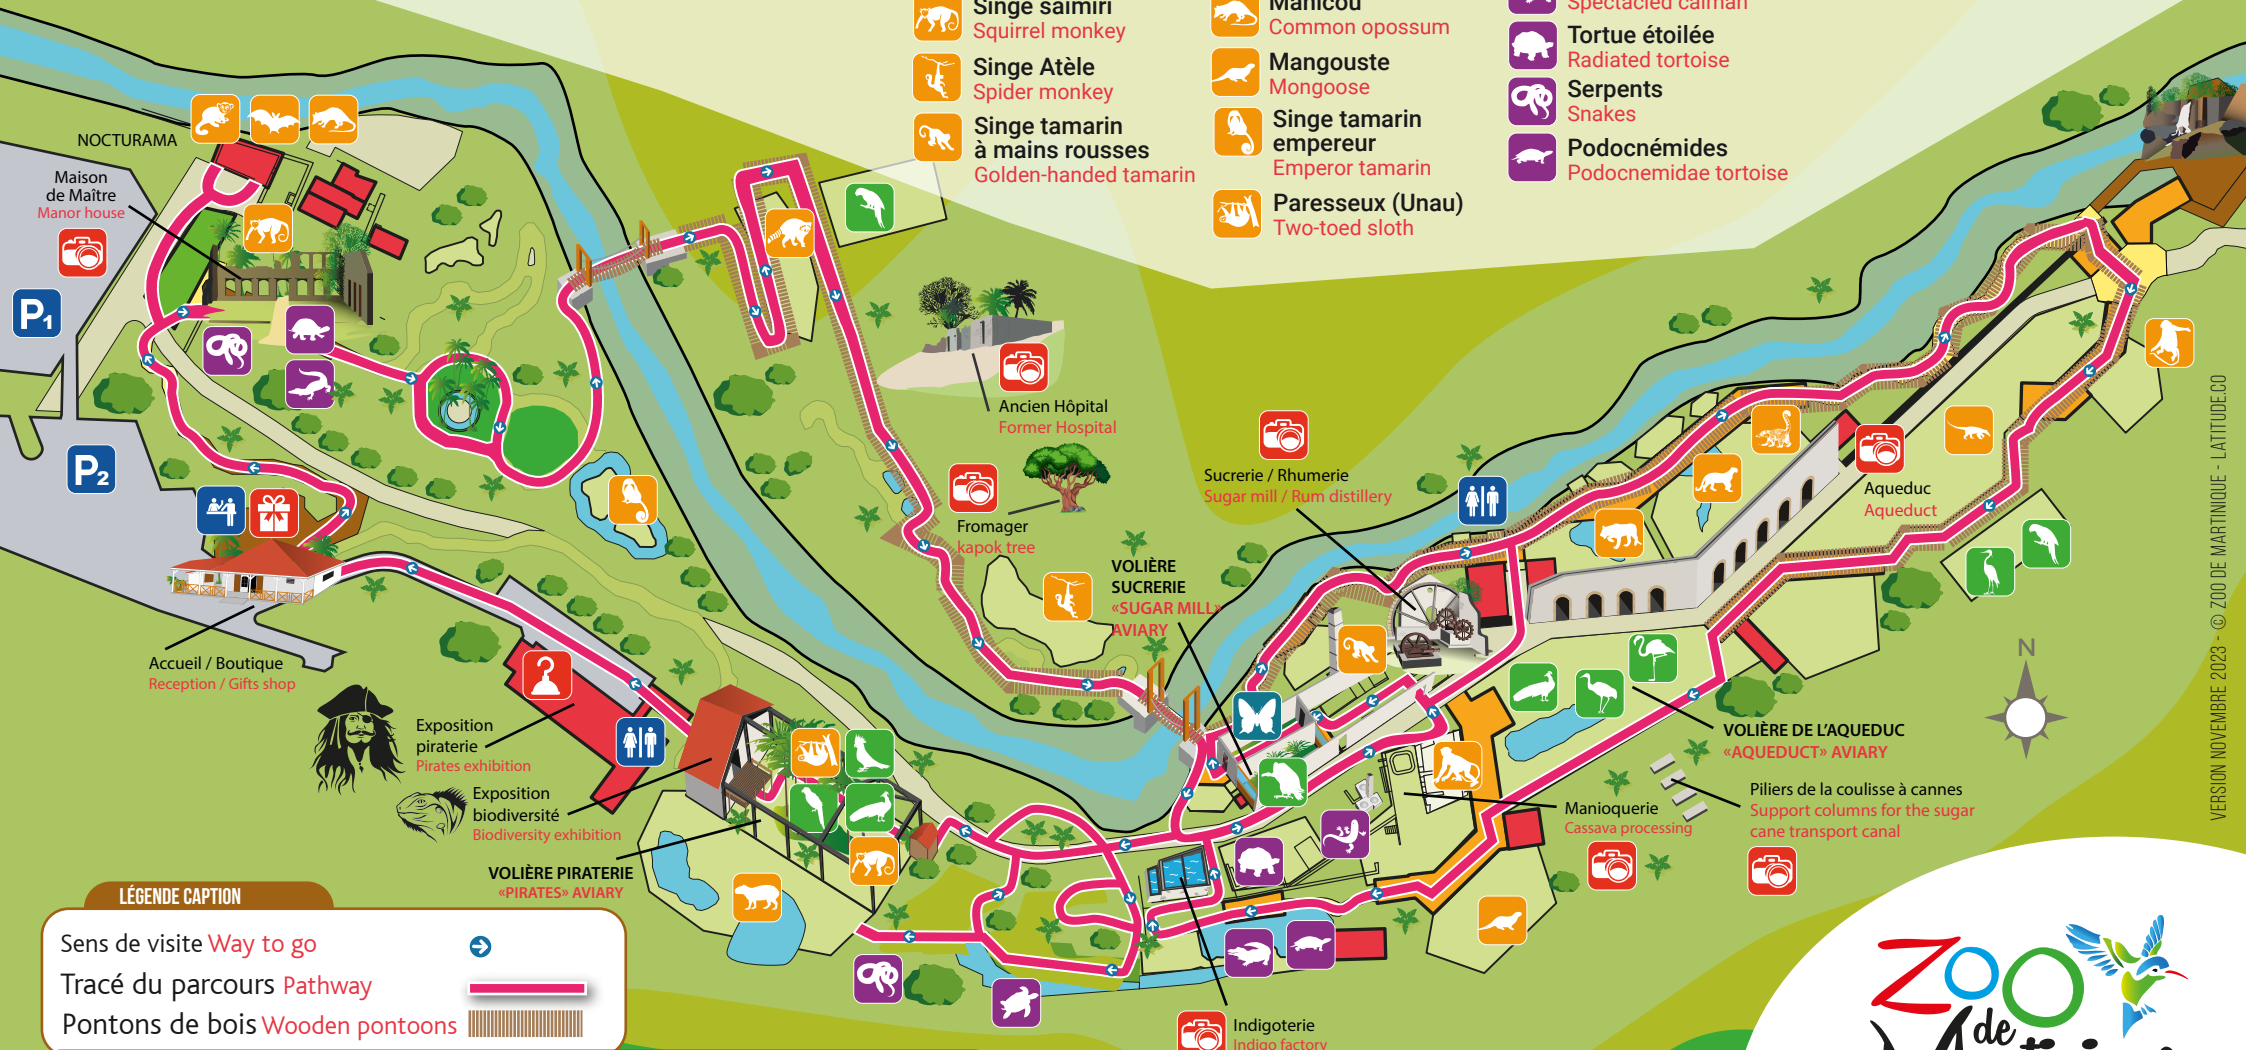 Singe saïmiri
Squirrel monkey
Singe Atèle
Spider monkey
Singe tamarin
à mains rousses
Golden-handed tamarin
Manicou
Common opossum
Mangouste
Mongoose
Singe tamarin
empereur
Emperor tamarin
Paresseux (Unau)
Two-toed sloth
Spectacled caiman
Tortue étoilée
Radiated tortoise
Serpents
Snakes
Podocnémides
Podocnemidae tortoise
NOCTURAMA
Maison
de Maître
Manor house
P1
P2
Ancien Hôpital
Former Hospital
Fromager
kapok tree
Sucrerie / Rhumerie
Sugar mill / Rum distillery
VOLIÈRE
SUCRERIE
«SUGAR MILL»
AVIARY
Aqueduc
Aqueduct
Accueil / Boutique
Reception / Gifts shop
Exposition
piraterie
Pirates exhibition
Exposition
biodiversité
Biodiversity exhibition
VOLIÈRE PIRATERIE
«PIRATES» AVIARY
VOLIÈRE DE L'AQUEDUC
«AQUEDUCT» AVIARY
Manioquerie
Cassava processing
Piliers de la coulisse à cannes
Support columns for the sugar
cane transport canal
Indigoterie
Indigo factory
N
VERSION NOVEMBRE 2023 - © ZOO DE MARTINIQUE - LATITUDE.CO
LÉGENDE CAPTION
Sens de visite Way to go
Tracé du parcours Pathway
Pontons de bois Wooden pontoons
ZOO
de